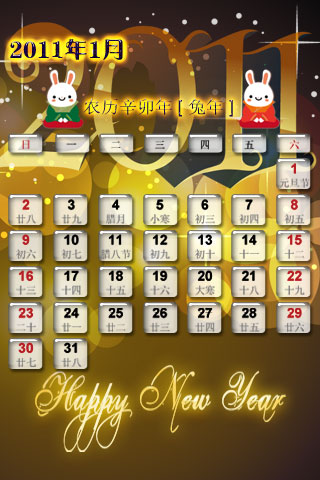 2011
2011年1月
农历辛卯年 [ 兔年 ]
日 一 二 三 四 五 六
1
元旦节
2 3 4 5 6 7 8
廿八 廿九 腊月 小寒 初三 初四 初五
9 10 11 12 13 14 15
初六 初七 腊八节 初九 初十 十一 十二
16 17 18 19 20 21 22
十三 十四 十五 十六 大寒 十八 十九
23 24 25 26 27 28 29
二十 廿一 廿二 廿三 廿四 廿五 廿六
30 31
廿七 廿八
Happy New Year